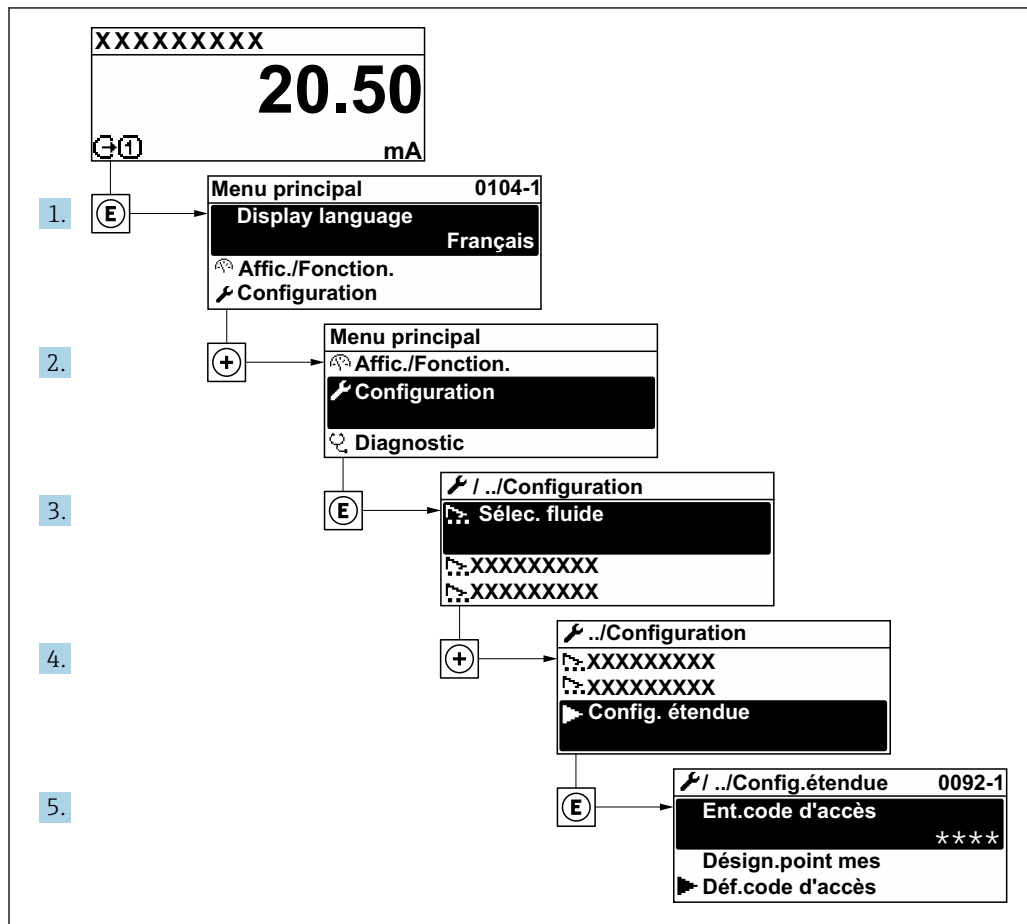 XXXXXXXXX
20.50
1 mA
1. E
Menu principal 0104-1
Display language
Français
Affic./Fonction.
Configuration
2. +
Menu principal
Affic./Fonction.
Configuration
Diagnostic
3. E
/ ../Configuration
Sélec. fluide
XXXXXXXXX
XXXXXXXXX
4. +
../Configuration
XXXXXXXXX
XXXXXXXXX
Config. étendue
5. E
/ ../Config.étendue 0092-1
Ent.code d'accès
****
Désign.point mes
Déf.code d'accès